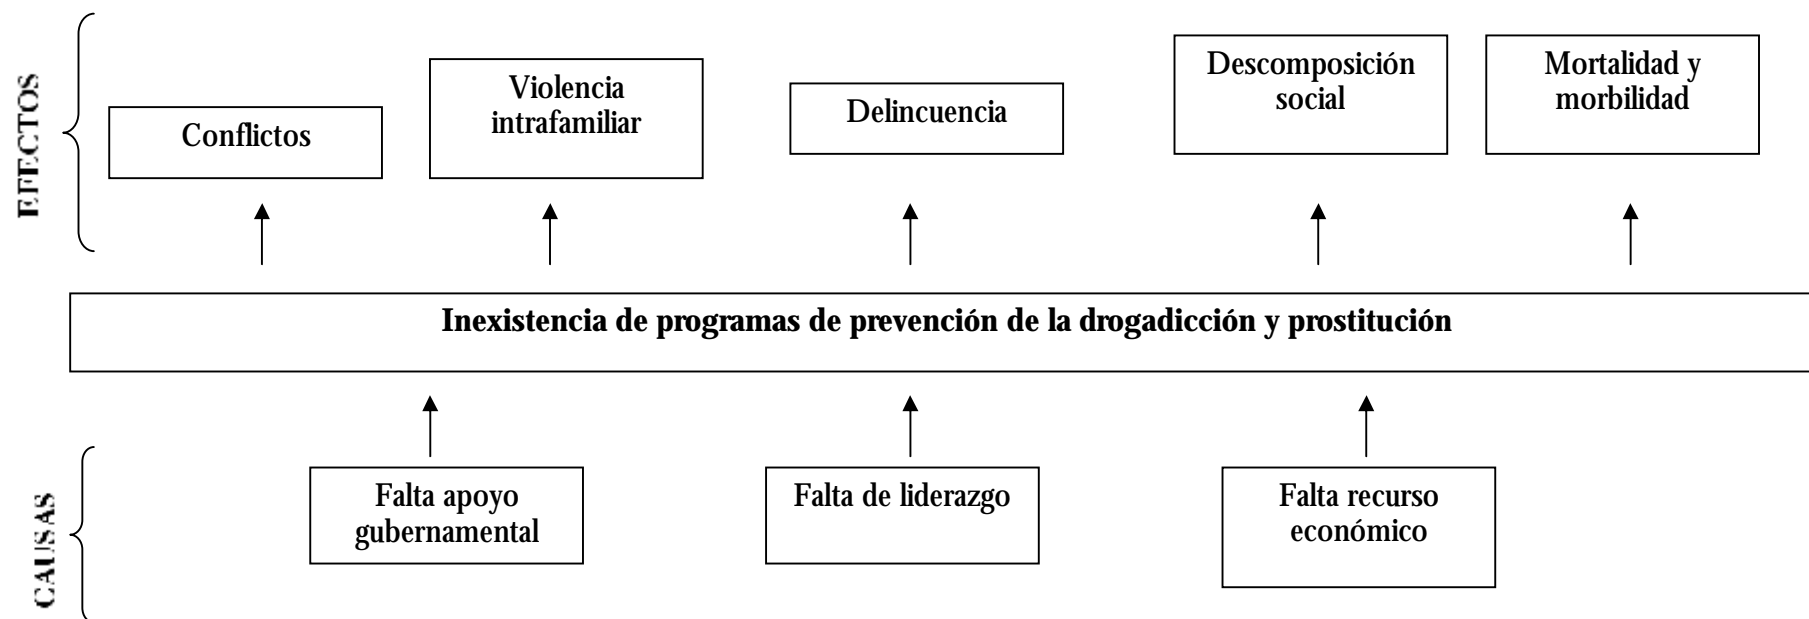 EFECTOS
Conflictos
Violencia
intrafamiliar
Delincuencia
Descomposición
social
Mortalidad y
morbilidad
Inexistencia de programas de prevención de la drogadicción y prostitución
CAUSAS
Falta apoyo
gubernamental
Falta de liderazgo
Falta recurso
económico